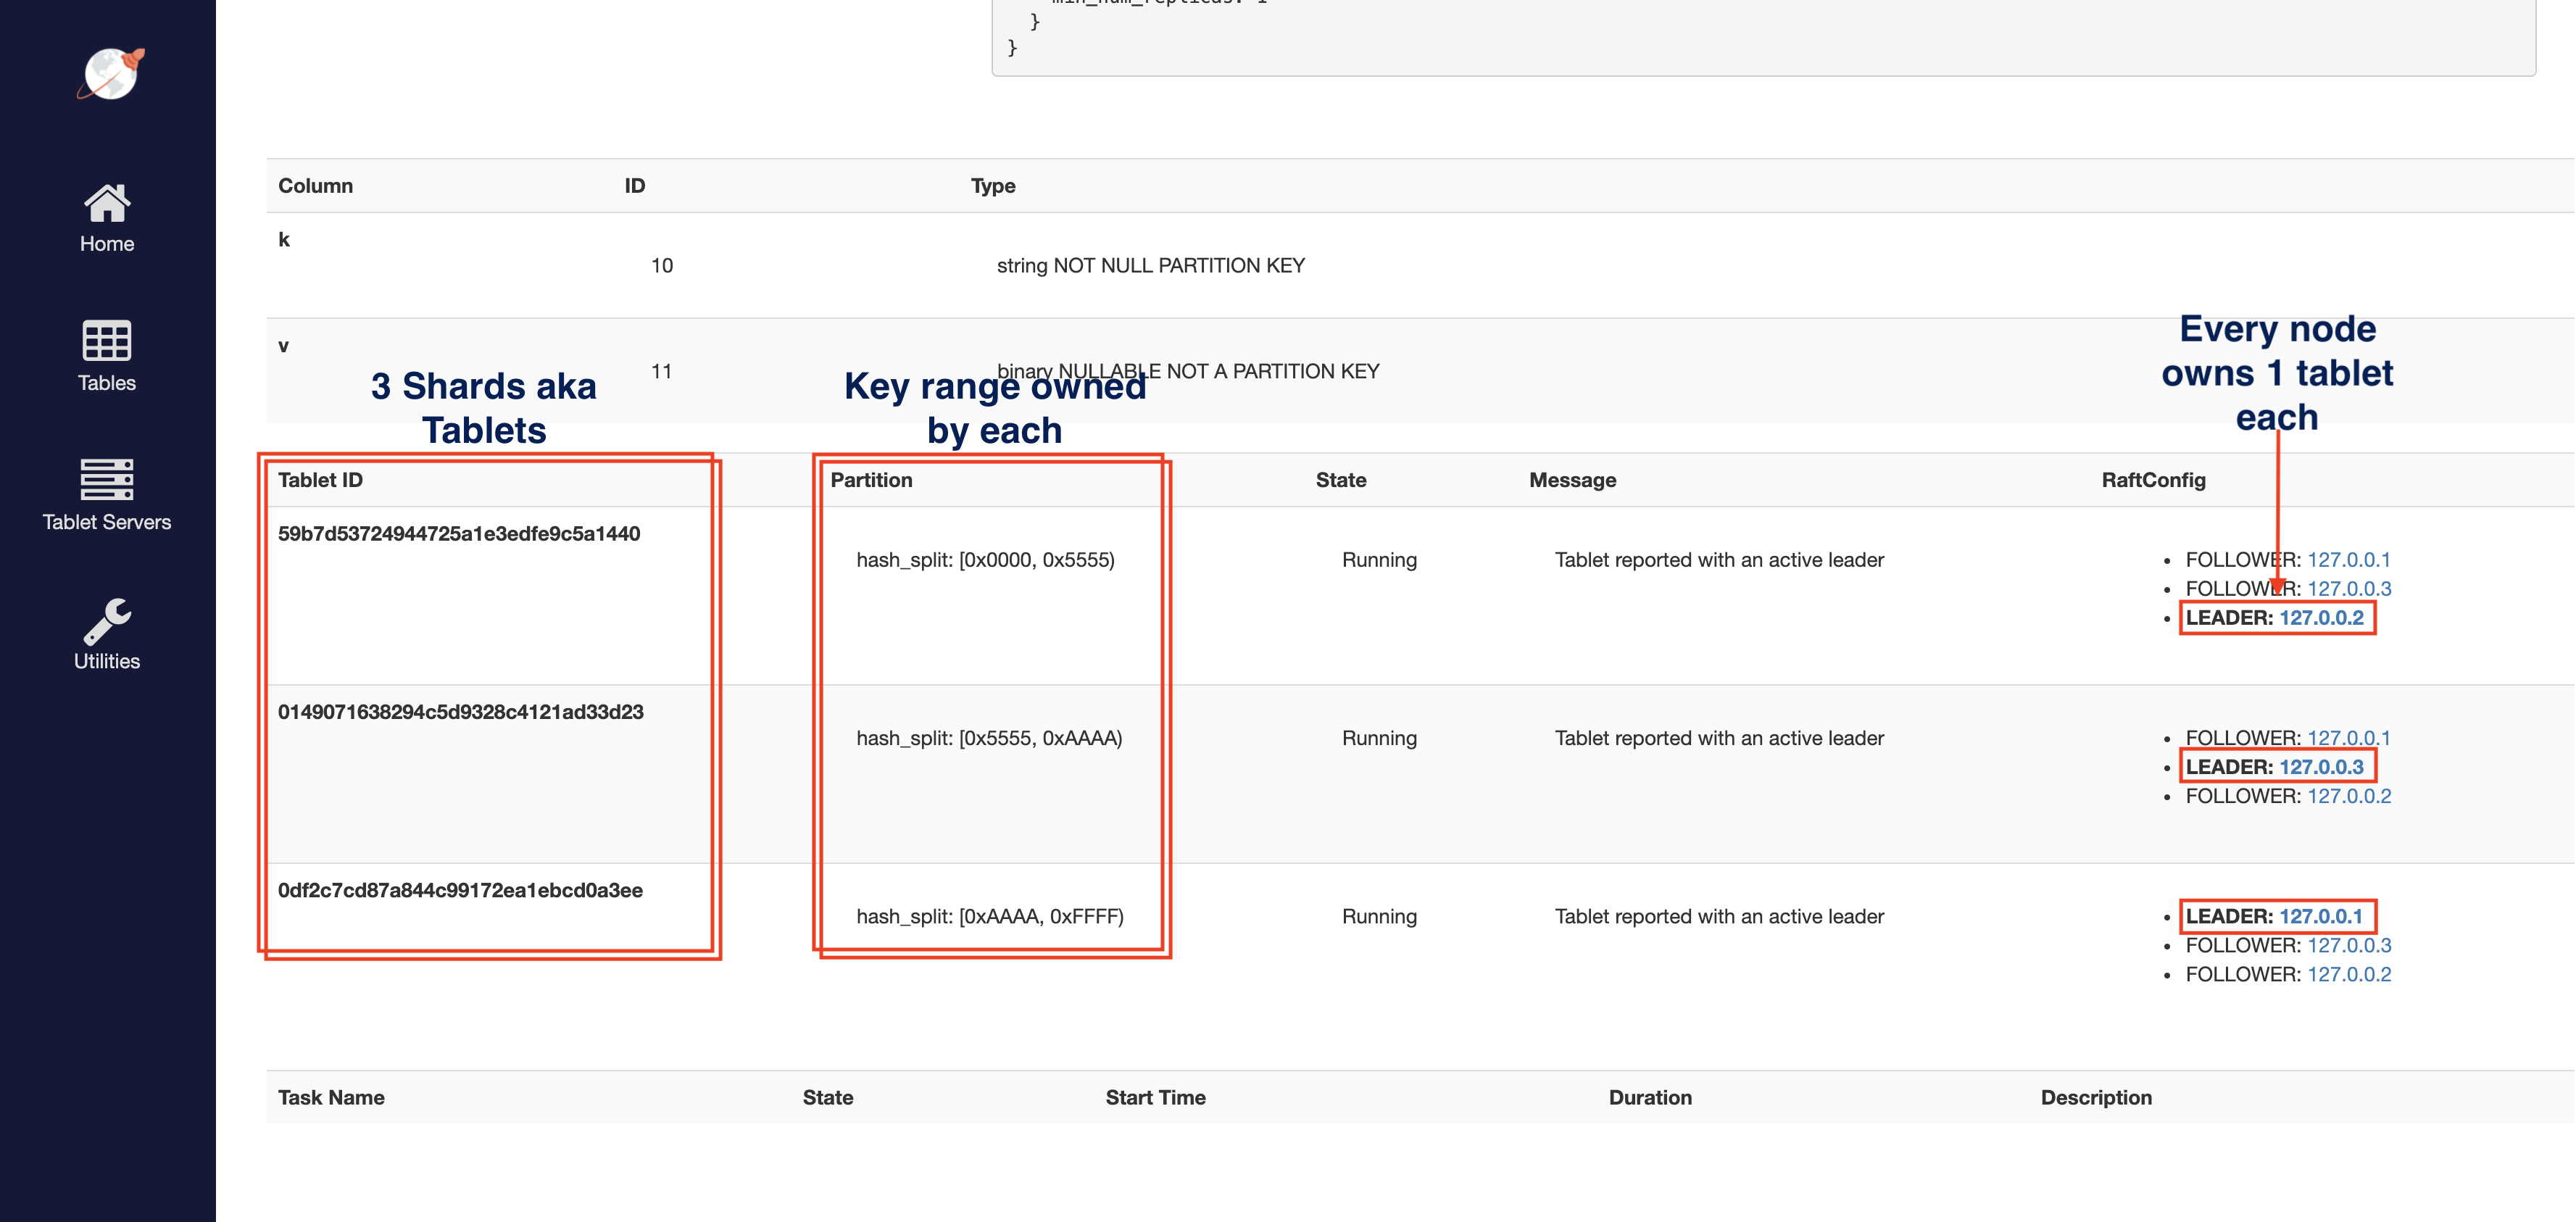 }
}
Home
Tables
Tablet Servers
Utilities
Column ID Type
k
10 string NOT NULL PARTITION KEY
v
11 binary NULLABLE NOT A PARTITION KEY
3 Shards aka
Tablets
Key range owned
by each
Every node
owns 1 tablet
each
Tablet ID Partition State Message RaftConfig
59b7d53724944725a1e3edfe9c5a1440
hash_split: [0x0000, 0x5555) Running Tablet reported with an active leader
FOLLOWER: 127.0.0.1
FOLLOWER: 127.0.0.3
LEADER: 127.0.0.2
0149071638294c5d9328c4121ad33d23
hash_split: [0x5555, 0xAAAA) Running Tablet reported with an active leader
FOLLOWER: 127.0.0.1
LEADER: 127.0.0.3
FOLLOWER: 127.0.0.2
0df2c7cd87a844c99172ea1ebcd0a3ee
hash_split: [0xAAAA, 0xFFFF) Running Tablet reported with an active leader
LEADER: 127.0.0.1
FOLLOWER: 127.0.0.3
FOLLOWER: 127.0.0.2
Task Name State Start Time Duration Description